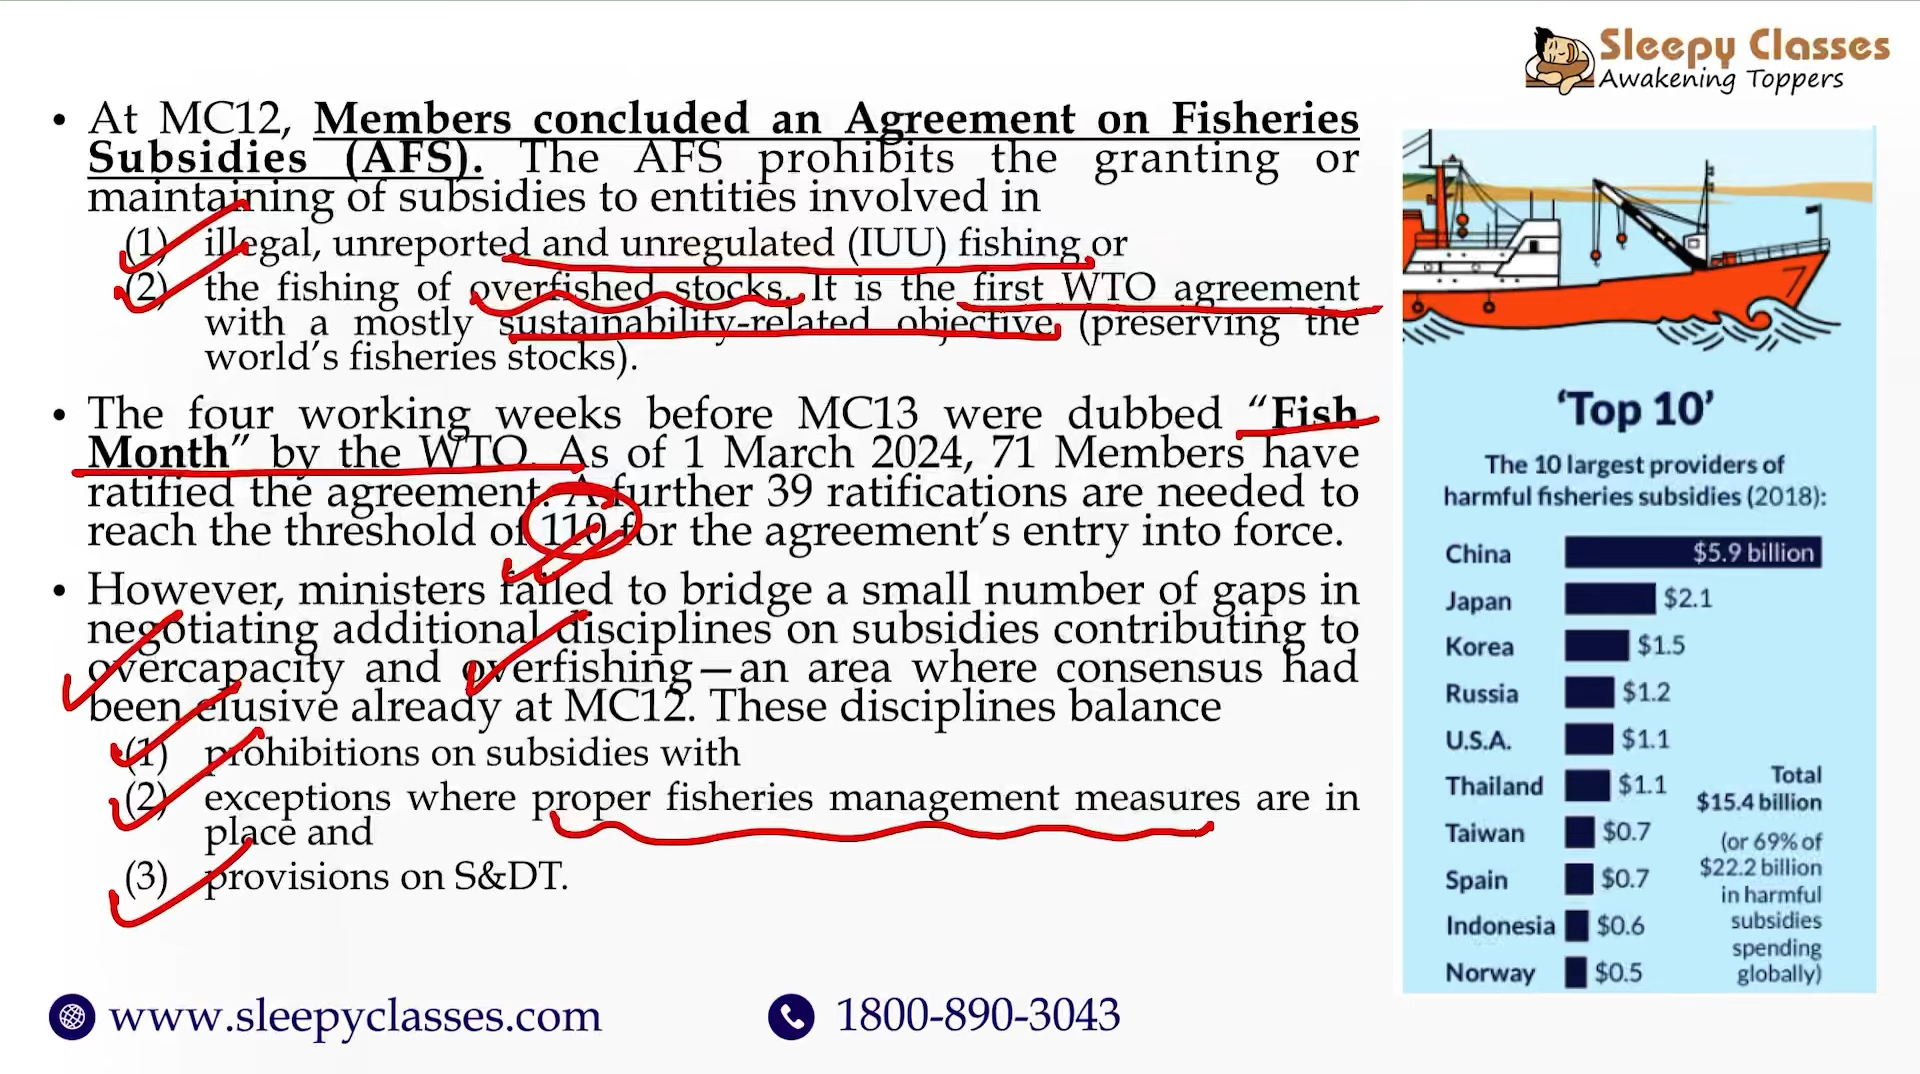 Sleepy Classes
Awakening Toppers
• At MC12, Members concluded an Agreement on Fisheries
Subsidies (AFS). The AFS prohibits the granting or
maintaining of subsidies to entities involved in
(1) illegal, unreported and unregulated (IUU) fishing or
(2) the fishing of overfished stocks. It is the first WTO agreement
with a mostly sustainability-related objective (preserving the
world’s fisheries stocks).
• The four working weeks before MC13 were dubbed “Fish
Month” by the WTO. As of 1 March 2024, 71 Members have
ratified the agreement. A further 39 ratifications are needed to
reach the threshold of 110 for the agreement’s entry into force.
• However, ministers failed to bridge a small number of gaps in
negotiating additional disciplines on subsidies contributing to
overcapacity and overfishing—an area where consensus had
been elusive already at MC12. These disciplines balance
(1) prohibitions on subsidies with
(2) exceptions where proper fisheries management measures are in
place and
(3) provisions on S&DT.
‘Top 10’
The 10 largest providers of
harmful fisheries subsidies (2018):
China $5.9 billion
Japan $2.1
Korea $1.5
Russia $1.2
U.S.A. $1.1
Thailand $1.1
Taiwan $0.7
Spain $0.7
Indonesia $0.6
Norway $0.5
Total
$15.4 billion
(or 69% of
$22.2 billion
in harmful
subsidies
spending
globally)
www.sleepyclasses.com
1800-890-3043